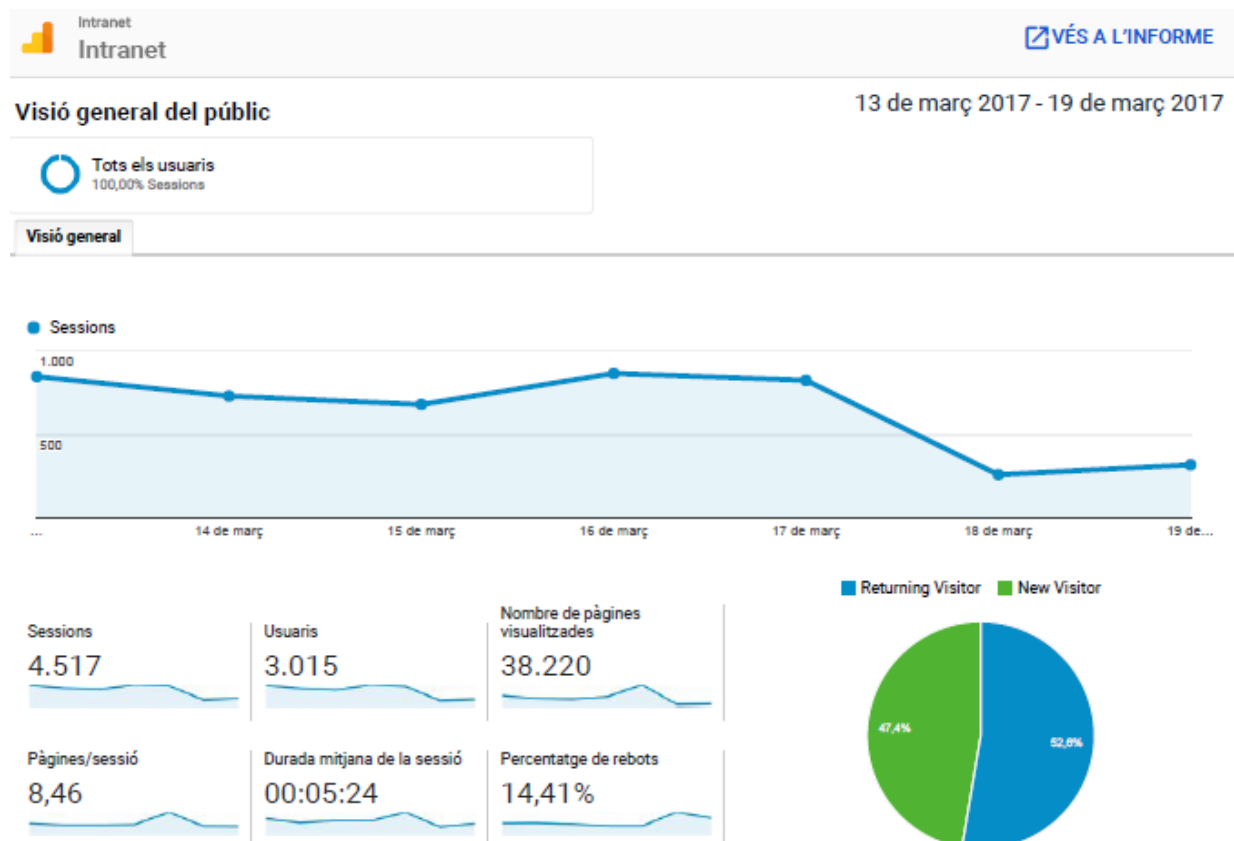 Intranet
Intranet
VÉS A L'INFORME
Visió general del públic
13 de març 2017 - 19 de març 2017
Tots els usuaris
100,00% Sessions
Visió general
Sessions
1.000
500
...
14 de març
15 de març
16 de març
17 de març
18 de març
19 de...
Returning Visitor
New Visitor
Sessions
4.517
Usuaris
3.015
Nombre de pàgines
visualitzades
38.220
Pàgines/sessió
8,46
Durada mitjana de la sessió
00:05:24
Percentatge de rebots
14,41%
47,4%
52,6%